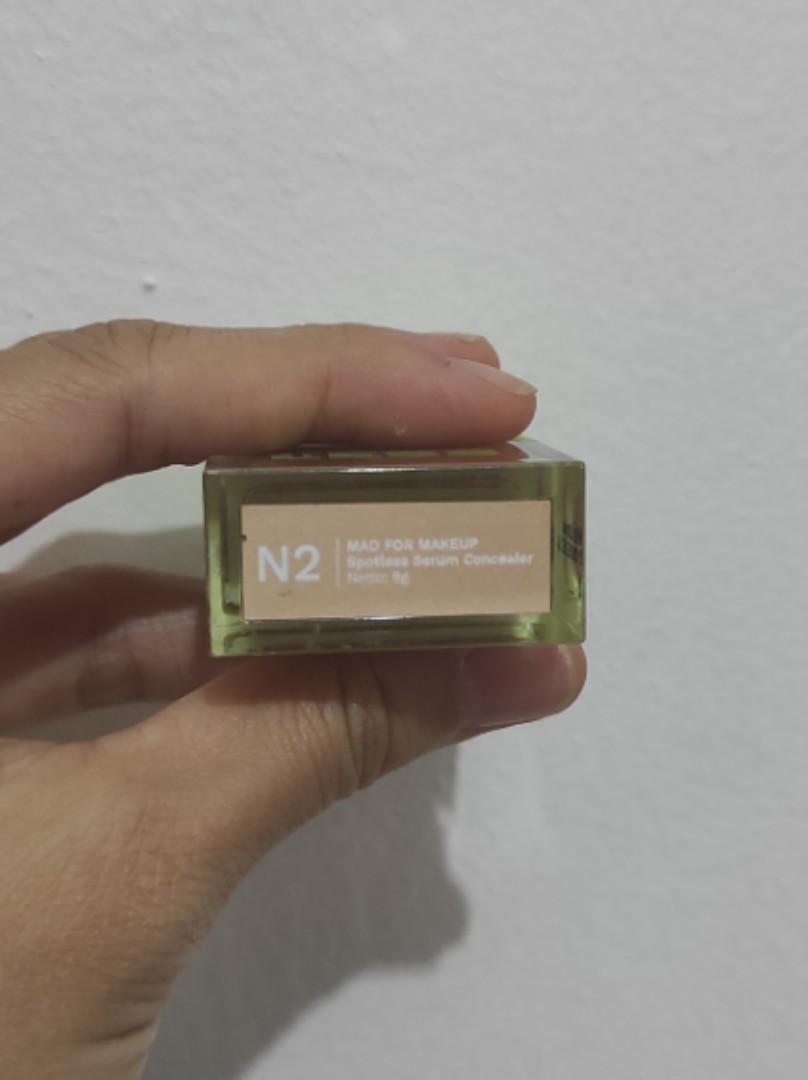 N2
MAD FOR MAKEUP
Spotless Serum Concealer
Netto: 8g